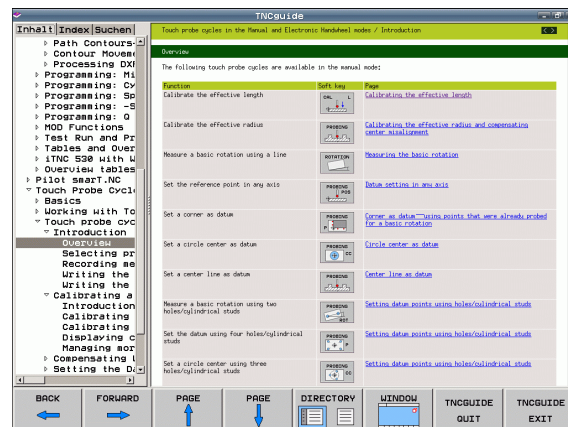 TNCguide
Inhalt Index Suchen
Touch probe cycles in the Manual and Electronic Handwheel modes / Introduction
Path Contours-
Contour Moveme
Processing DXF
Programming: Mi
Programming: Cy
Programming: Sp
Programming: -S
Programming: Q
MOD Functions
Test Run and Pr
Tables and Over
iTNC 530 with W
Overview tables
Pilot smarT.NC
Touch Probe Cycle
Basics
Working with To
Touch probe cyc
Introduction
Overview
Selecting pr
Recording me
Writing the
Writing the
Calibrating a
Introduction
Calibrating
Calibrating
Displaying c
Managing mor
Compensating W
Setting the Da
Overview
The following touch probe cycles are available in the manual mode:
Function Soft key Page
Calibrate the effective length CAL L Calibrating the effective length
Calibrate the effective radius PROBING Calibrating the effective radius and compensating
center misalignment
Measure a basic rotation using a line ROTATION Measuring the basic rotation
Set the reference point in any axis PROBING POS Datum setting in any axis
Set a corner as datum PROBING P Corner as datum—using points that were already probed
for a basic rotation
Set a circle center as datum PROBING CC Circle center as datum
Set a center line as datum PROBING Center line as datum
Measure a basic rotation using two
holes/cylindrical studs PROBING ROT Setting datum points using holes/cylindrical studs
Set the datum using four holes/cylindrical
studs PROBING P Setting datum points using holes/cylindrical studs
Set a circle center using three
holes/cylindrical studs PROBING CC Setting datum points using holes/cylindrical studs
BACK FORWARD PAGE PAGE DIRECTORY WINDOW TNCGUIDE QUIT TNCGUIDE EXIT